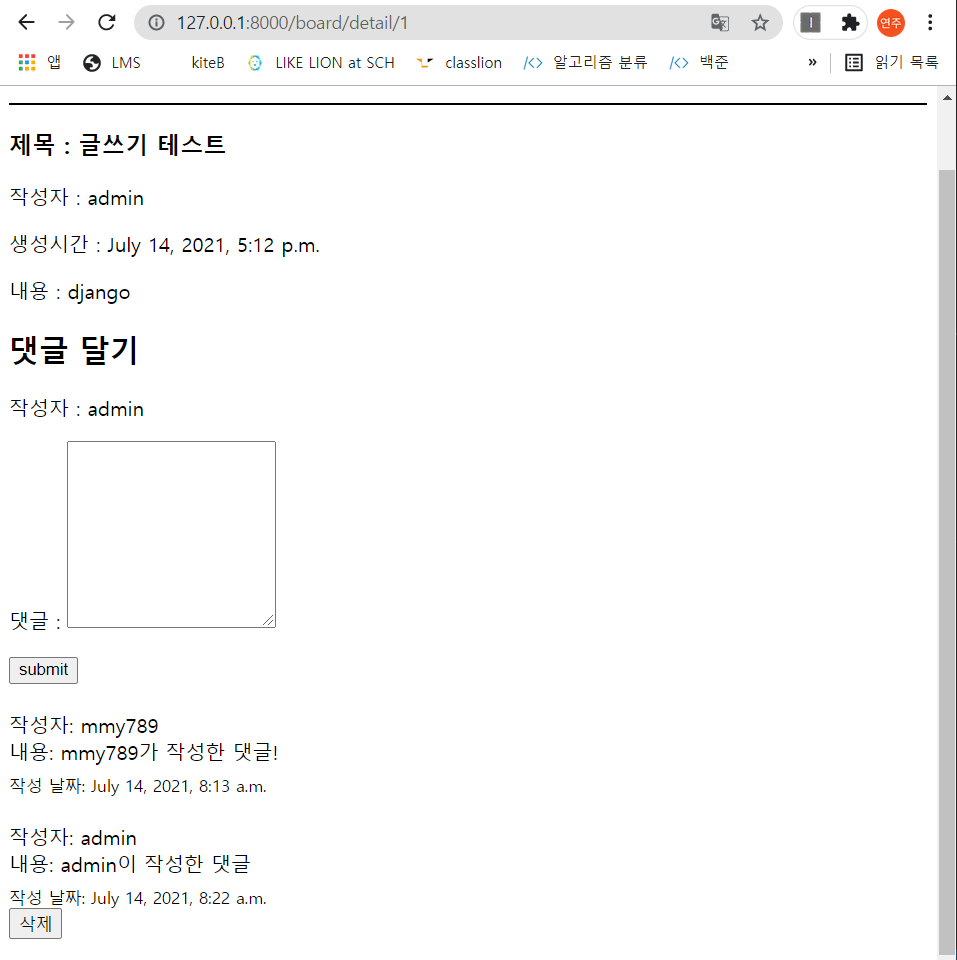 127.0.0.1:8000/board/detail/1
연주
앱 LMS kiteB LIKE LION at SCH classlion 알고리즘 분류 백준 » 읽기 목록
제목 : 글쓰기 테스트
작성자 : admin
생성시간 : July 14, 2021, 5:12 p.m.
내용 : django
댓글 달기
작성자 : admin
댓글 :
submit
작성자: mmy789
내용: mmy789가 작성한 댓글!
작성 날짜: July 14, 2021, 8:13 a.m.
작성자: admin
내용: admin이 작성한 댓글
작성 날짜: July 14, 2021, 8:22 a.m.
삭제